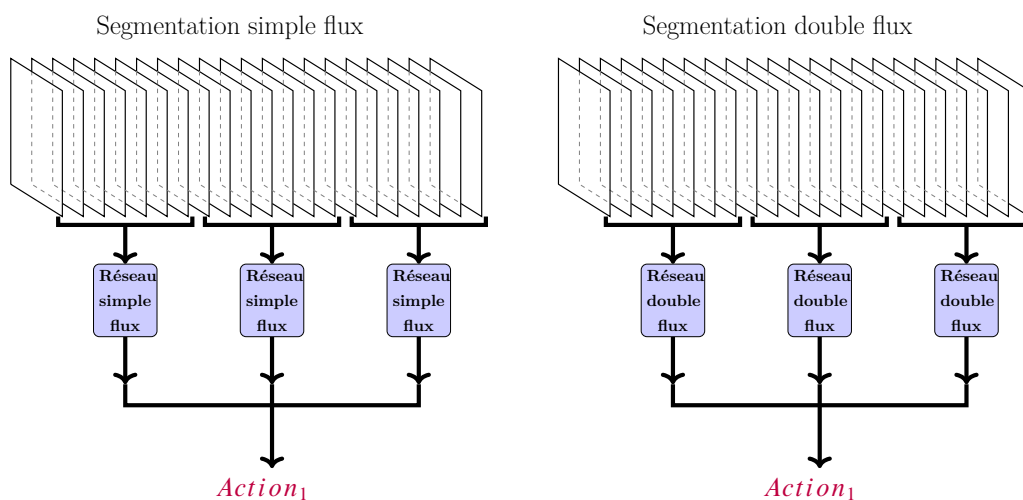 Segmentation simple flux
Réseau
simple
flux
Réseau
simple
flux
Réseau
simple
flux
Action₁
Segmentation double flux
Réseau
double
flux
Réseau
double
flux
Réseau
double
flux
Action₁